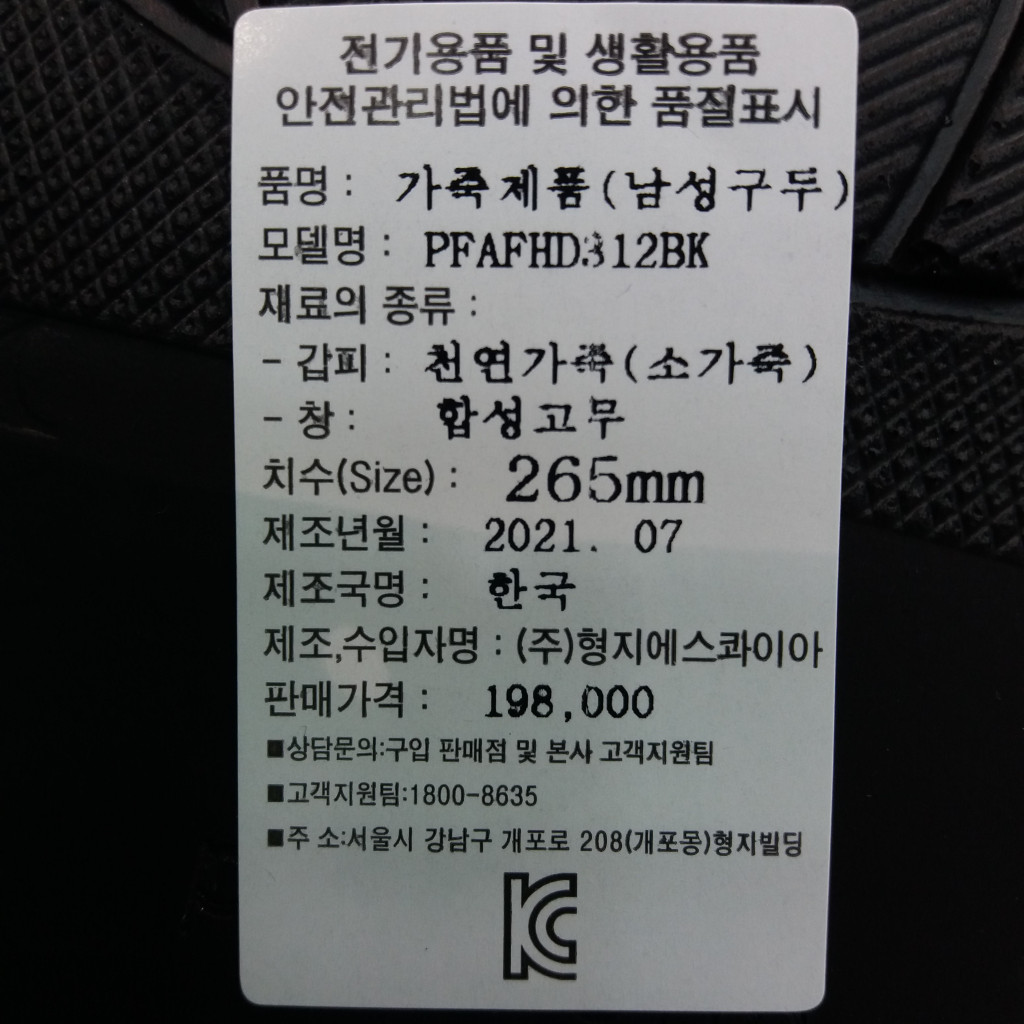 전기용품 및 생활용품
안전관리법에 의한 품질표시
품명 : 가죽제품(남성구두)
모델명 : PFAFHD312BK
재료의 종류 :
- 갑피 : 천연가죽(소가죽)
- 창 : 합성고무
치수(Size) : 265mm
제조년월 : 2021. 07
제조국명 : 한국
제조,수입자명 : (주)형지에스콰이아
판매가격 : 198,000
■상담문의:구입 판매점 및 본사 고객지원팀
■고객지원팀:1800-8635
■주 소:서울시 강남구 개포로 208(개포동)형지빌딩
KC